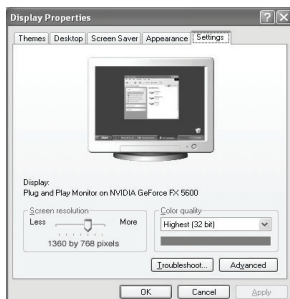 Display Properties
Themes Desktop Screen Saver Appearance Settings
Display:
Plug and Play Monitor on NVIDIA GeForce FX 5600
Screen resolution
Less More
1360 by 768 pixels
Color quality
Highest (32 bit)
Troubleshoot... Advanced
OK Cancel Apply